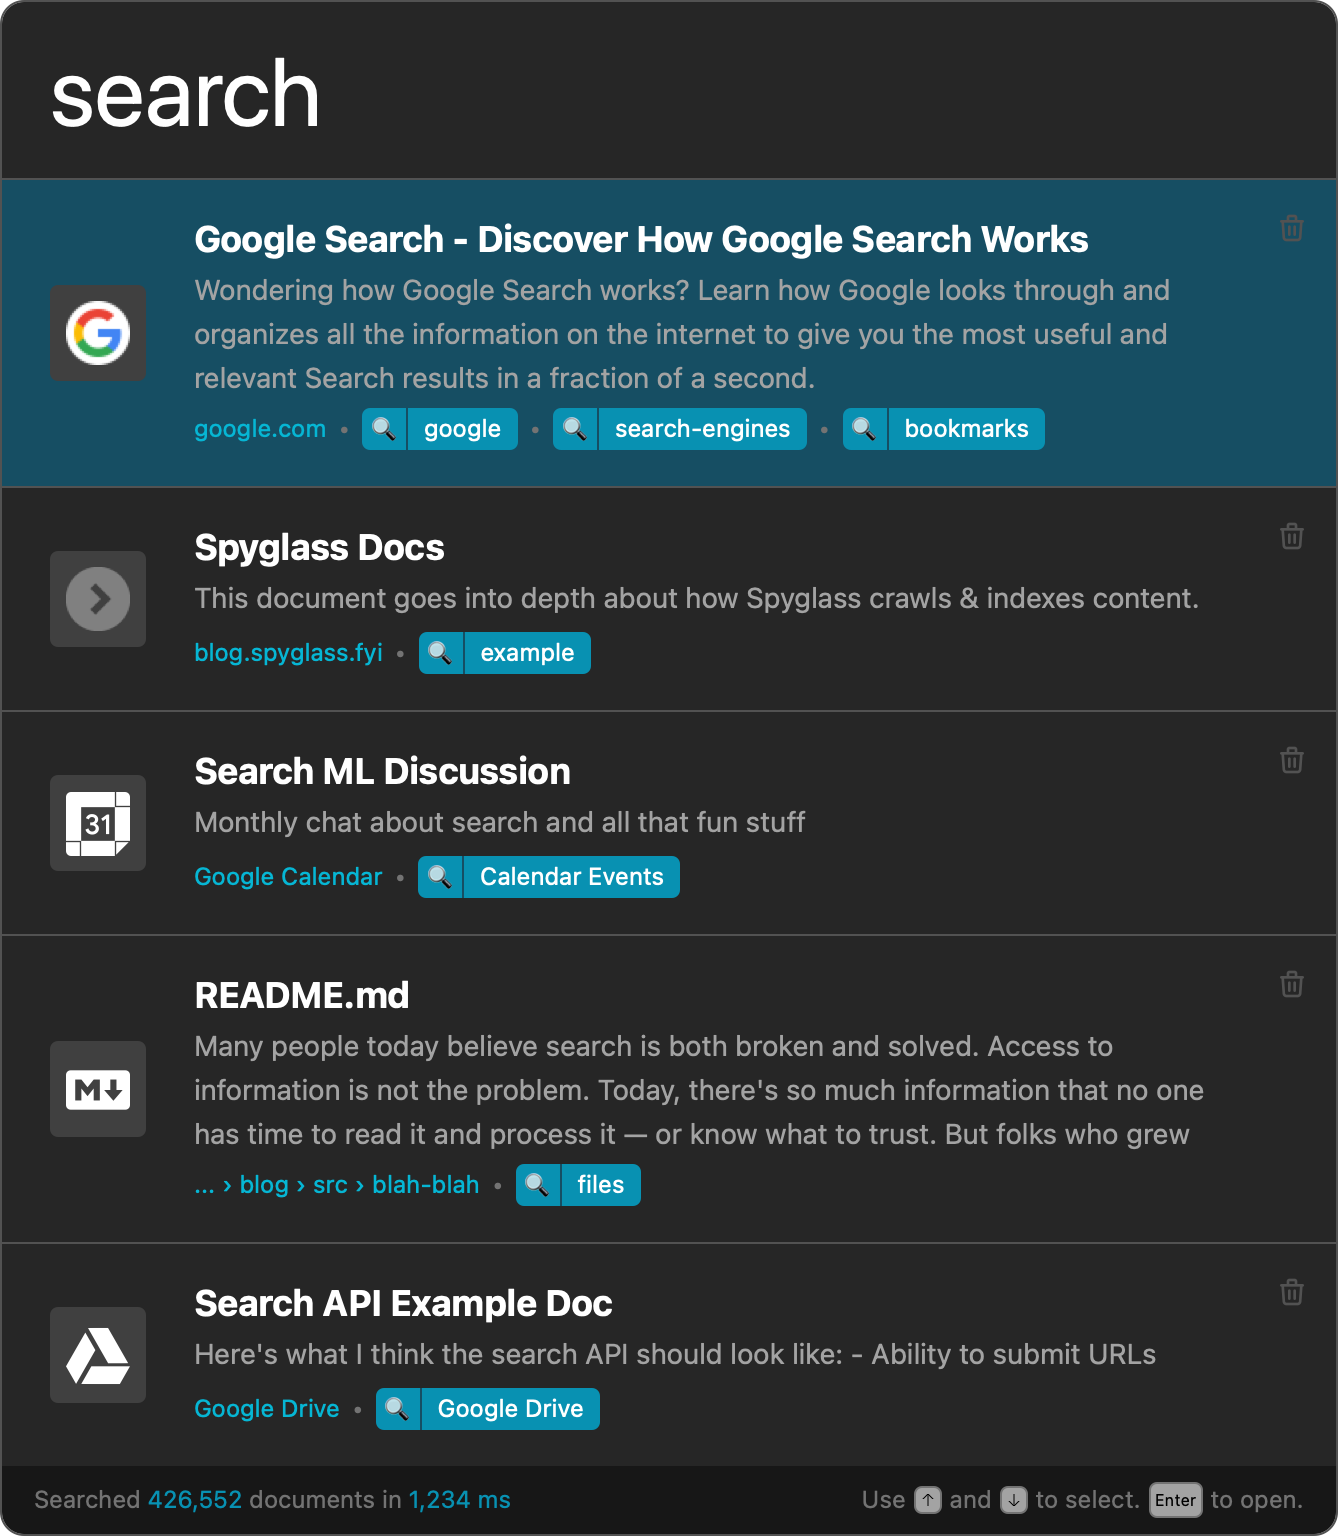 search
Google Search - Discover How Google Search Works
Wondering how Google Search works? Learn how Google looks through and
organizes all the information on the internet to give you the most useful and
relevant Search results in a fraction of a second.
google.com • google • search-engines • bookmarks
Spyglass Docs
This document goes into depth about how Spyglass crawls & indexes content.
blog.spyglass.fyi • example
31
Search ML Discussion
Monthly chat about search and all that fun stuff
Google Calendar • Calendar Events
README.md
Many people today believe search is both broken and solved. Access to
information is not the problem. Today, there's so much information that no one
has time to read it and process it — or know what to trust. But folks who grew
M↓
... › blog › src › blah-blah • files
Search API Example Doc
Here's what I think the search API should look like: - Ability to submit URLs
Google Drive • Google Drive
Searched 426,552 documents in 1,234 ms
Use ↑ and ↓ to select. Enter to open.